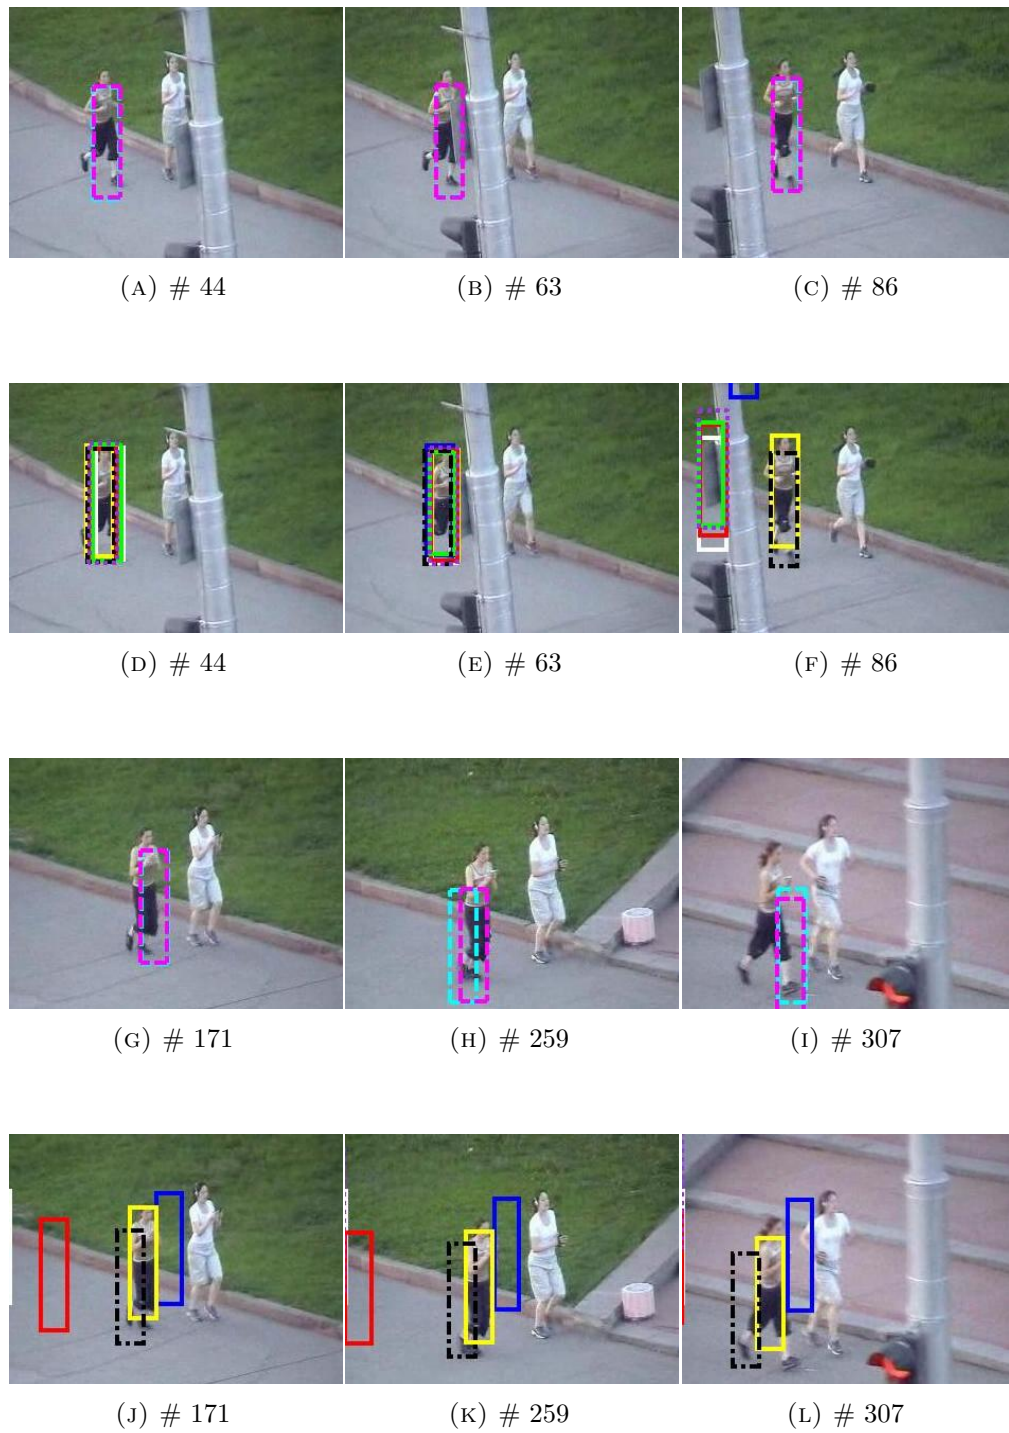 (A) # 44
(B) # 63
(C) # 86
(D) # 44
(E) # 63
(F) # 86
(G) # 171
(H) # 259
(I) # 307
(J) # 171
(K) # 259
(L) # 307